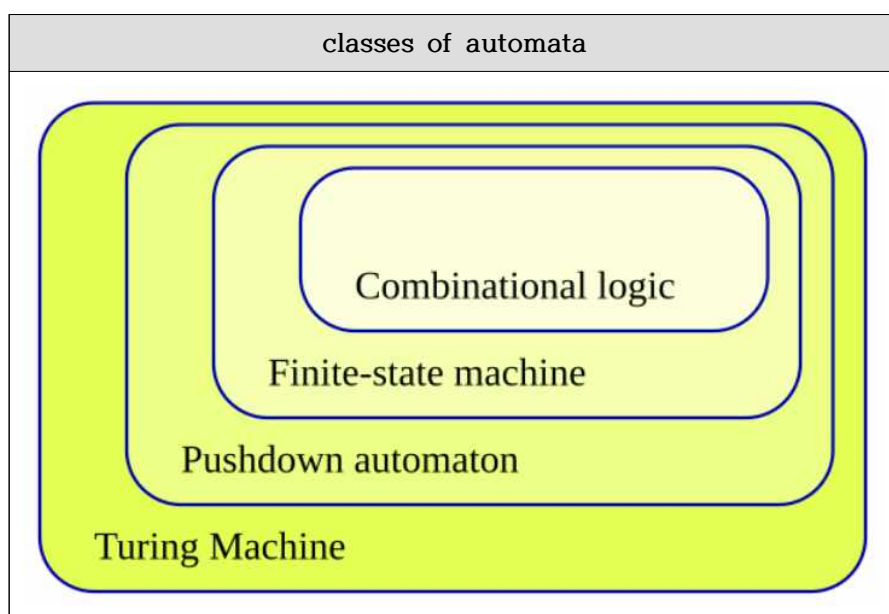 classes of automata
Combinational logic
Finite-state machine
Pushdown automaton
Turing Machine